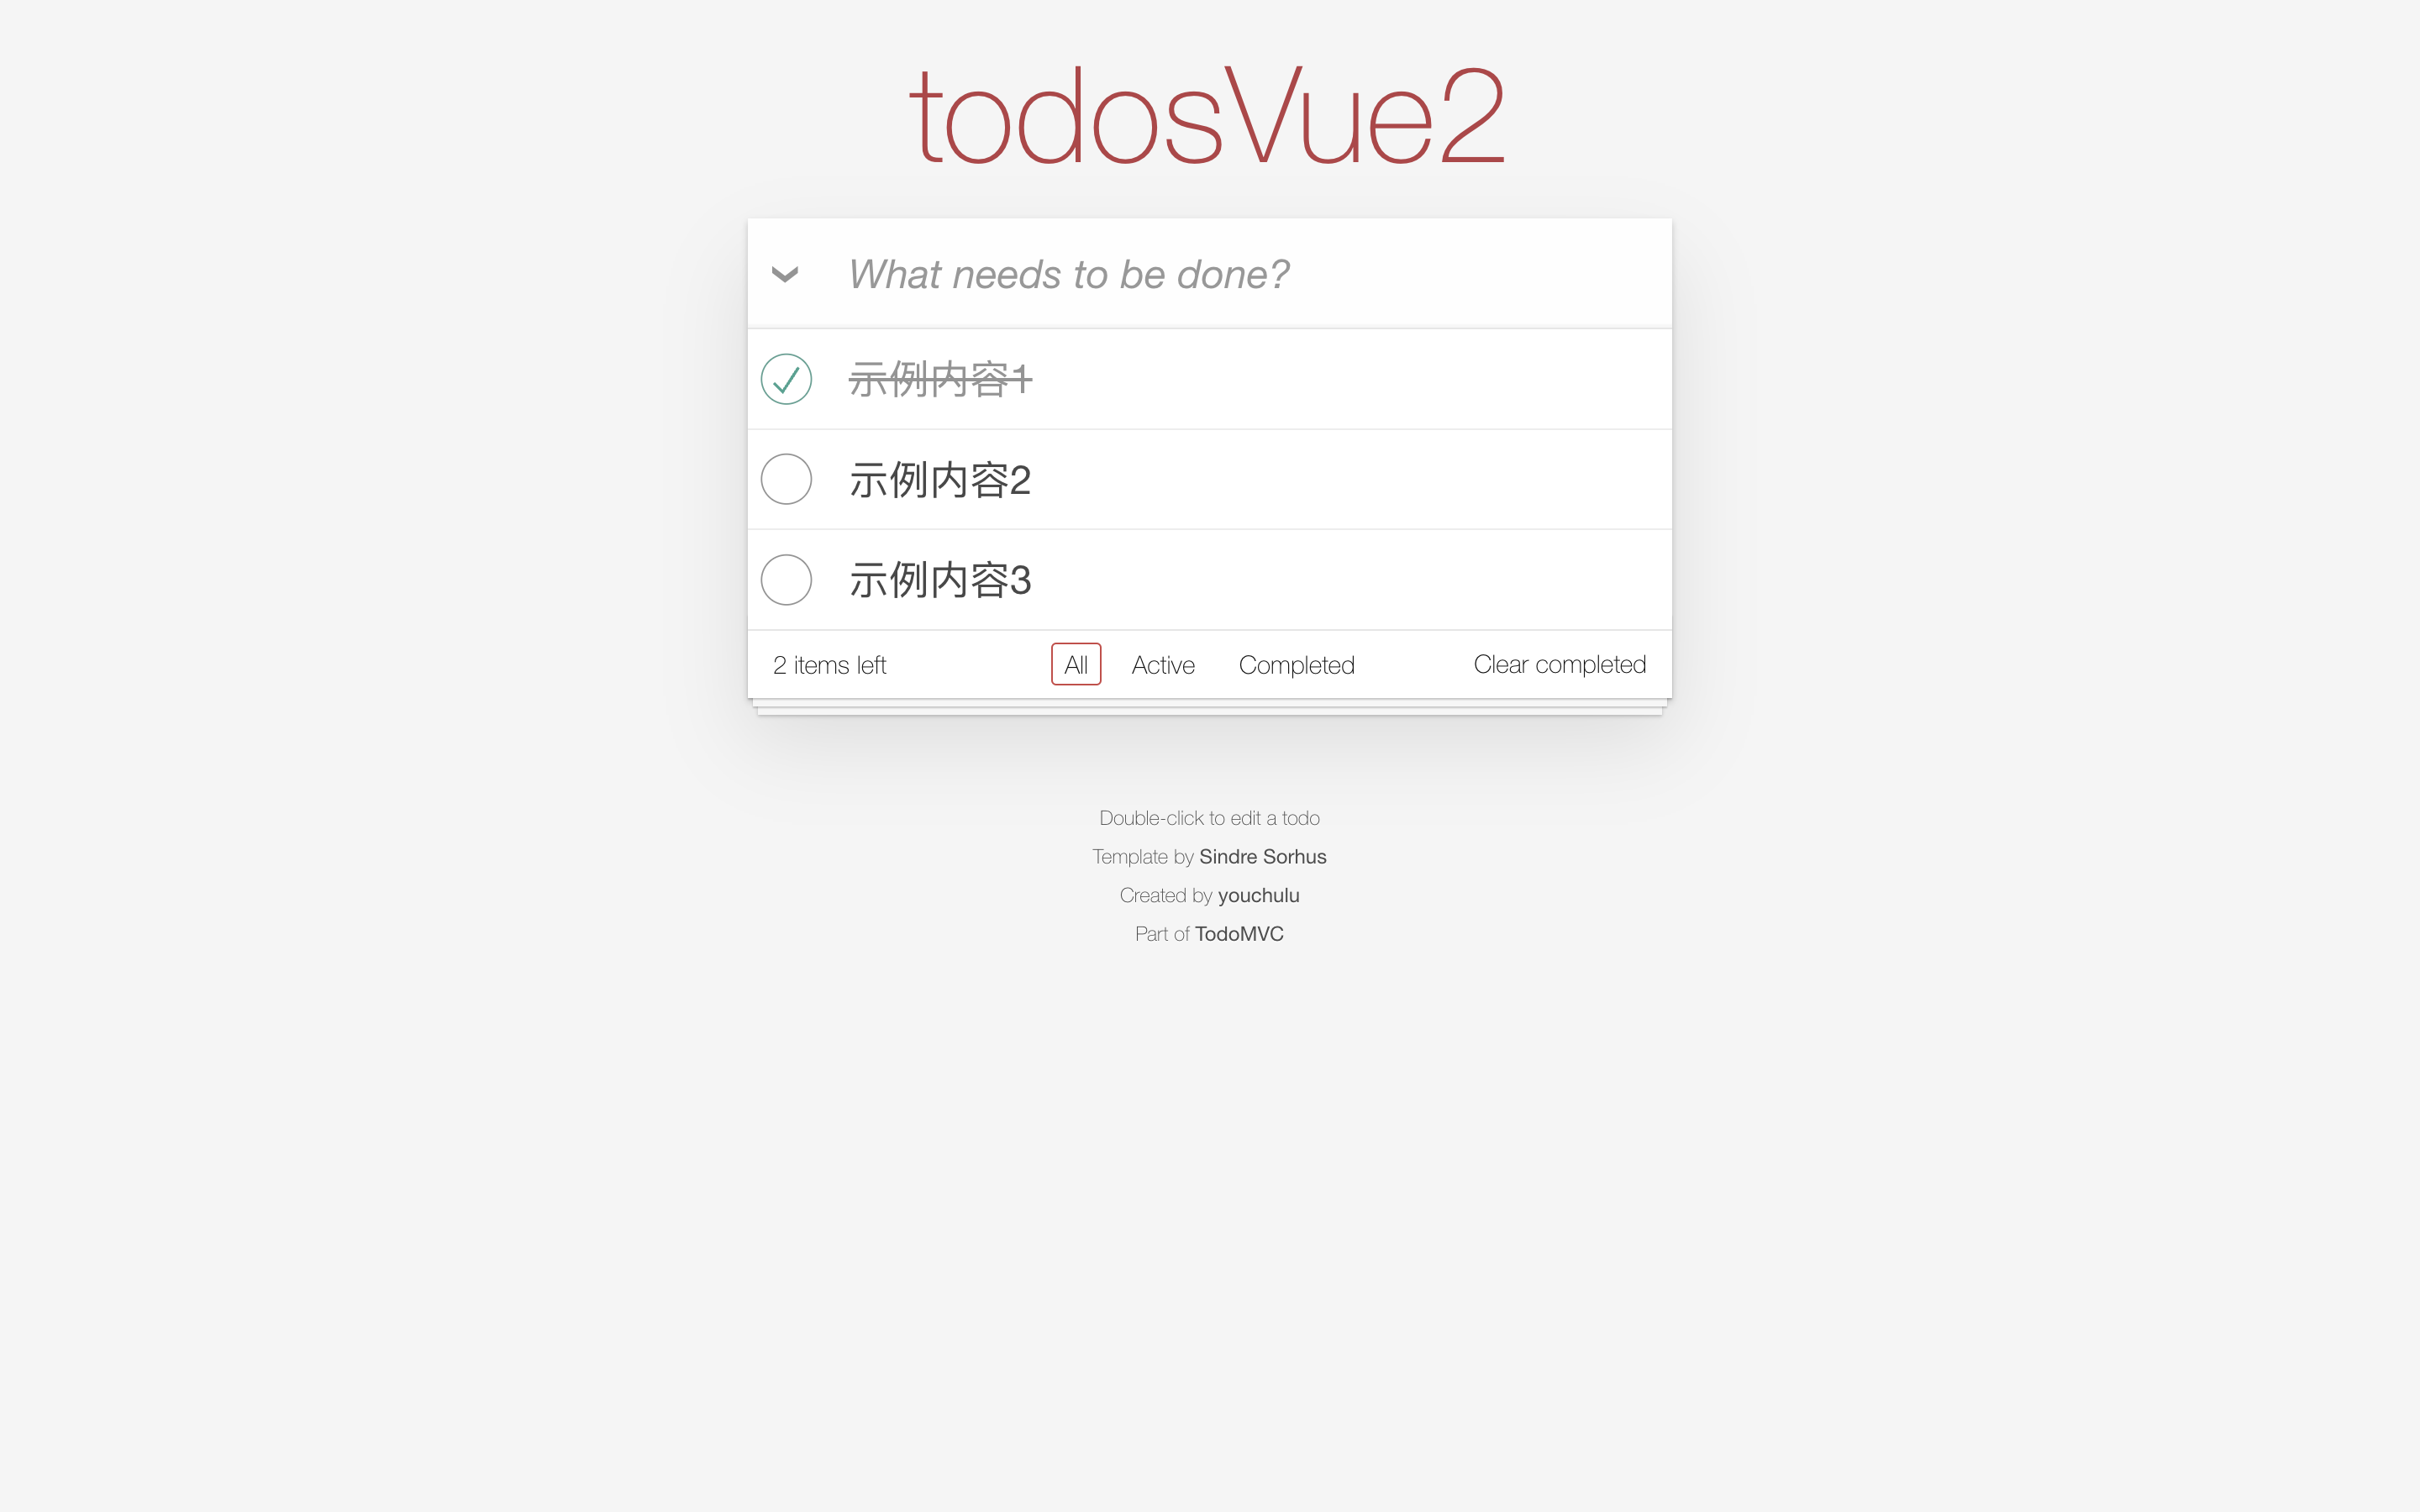 todosVue2
What needs to be done?
示例内容1
示例内容2
示例内容3
2 items left All Active Completed Clear completed
Double-click to edit a todo
Template by Sindre Sorhus
Created by youchulu
Part of TodoMVC